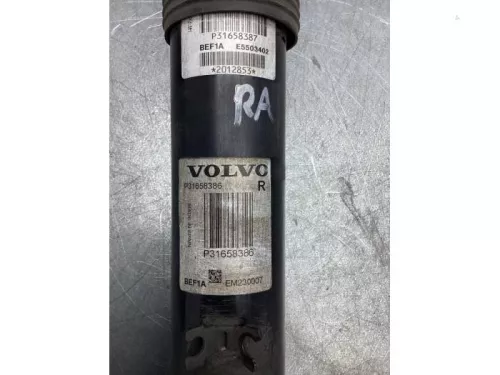 P31658387
BEF1A E5503402
*2012853*
RA
VOLVO
P31658386 R
P31658386
BEF1A EM230007